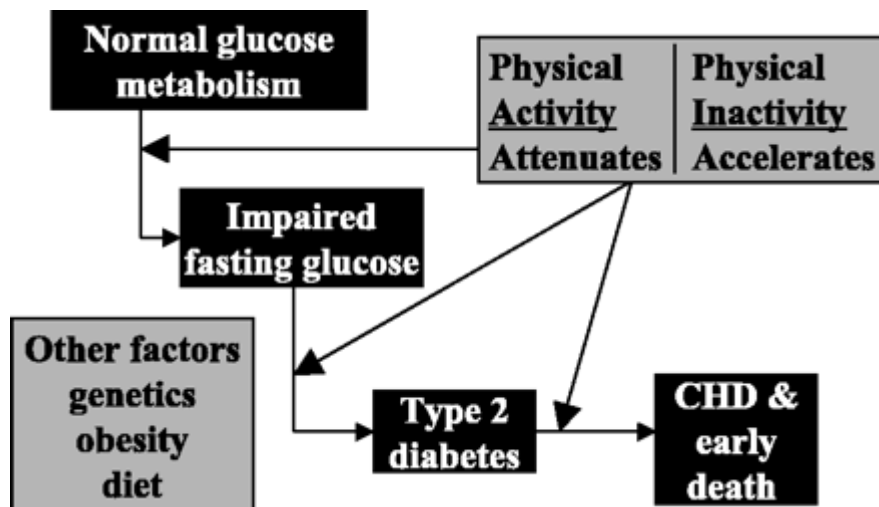 Normal glucose
metabolism
Physical
Activity
Attenuates
Physical
Inactivity
Accelerates
Impaired
fasting glucose
Other factors
genetics
obesity
diet
Type 2
diabetes
CHD &
early
death